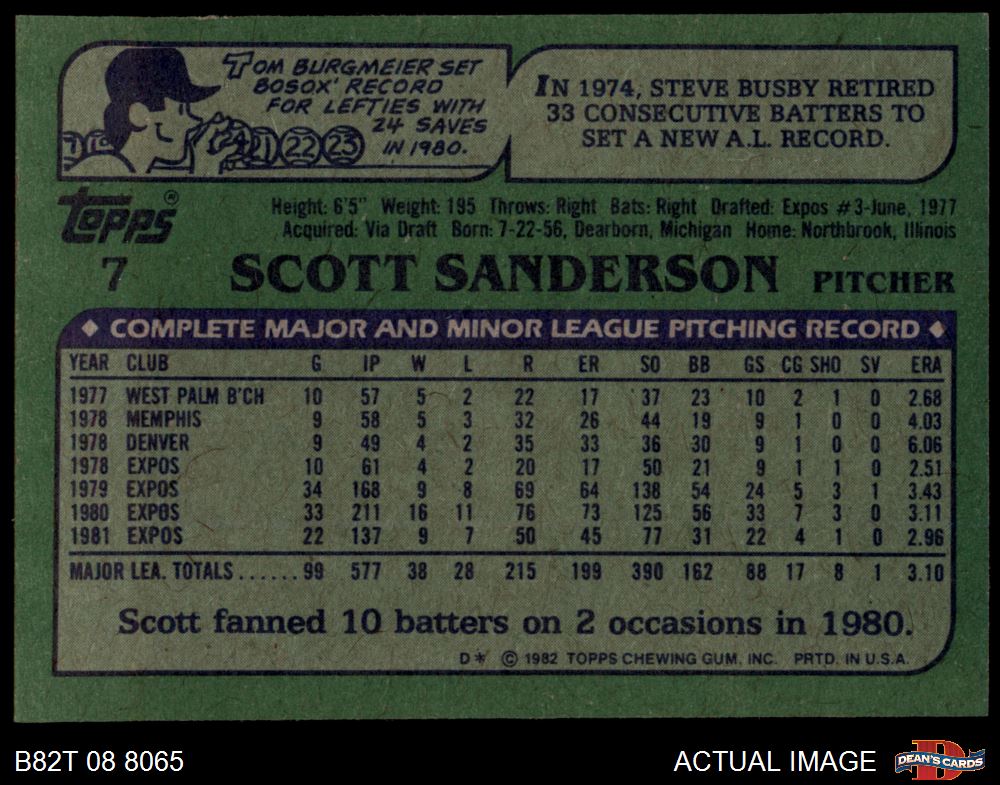 TOM BURGMEIER SET
BOSOX' RECORD
FOR LEFTIES WITH
24 SAVES
IN 1980.
21 22 23
IN 1974, STEVE BUSBY RETIRED
33 CONSECUTIVE BATTERS TO
SET A NEW A.L. RECORD.
Topps®
Height: 6'5" Weight: 195 Throws: Right Bats: Right Drafted: Expos #3-June, 1977
Acquired: Via Draft Born: 7-22-56, Dearborn, Michigan Home: Northbrook, Illinois
7 SCOTT SANDERSON PITCHER
◆ COMPLETE MAJOR AND MINOR LEAGUE PITCHING RECORD ◆
YEAR CLUB G IP W L R ER SO BB GS CG SHO SV ERA
1977 WEST PALM B'CH 10 57 5 2 22 17 37 23 10 2 1 0 2.68
1978 MEMPHIS 9 58 5 3 32 26 44 19 9 1 0 0 4.03
1978 DENVER 9 49 4 2 35 33 36 30 9 1 0 0 6.06
1978 EXPOS 10 61 4 2 20 17 50 21 9 1 1 0 2.51
1979 EXPOS 34 168 9 8 69 64 138 54 24 5 3 1 3.43
1980 EXPOS 33 211 16 11 76 73 125 56 33 7 3 0 3.11
1981 EXPOS 22 137 9 7 50 45 77 31 22 4 1 0 2.96
MAJOR LEA. TOTALS...... 99 577 38 28 215 199 390 162 88 17 8 1 3.10
Scott fanned 10 batters on 2 occasions in 1980.
D* © 1982 TOPPS CHEWING GUM, INC. PRTD. IN U.S.A.
B82T 08 8065 ACTUAL IMAGE DEAN'S CARDS